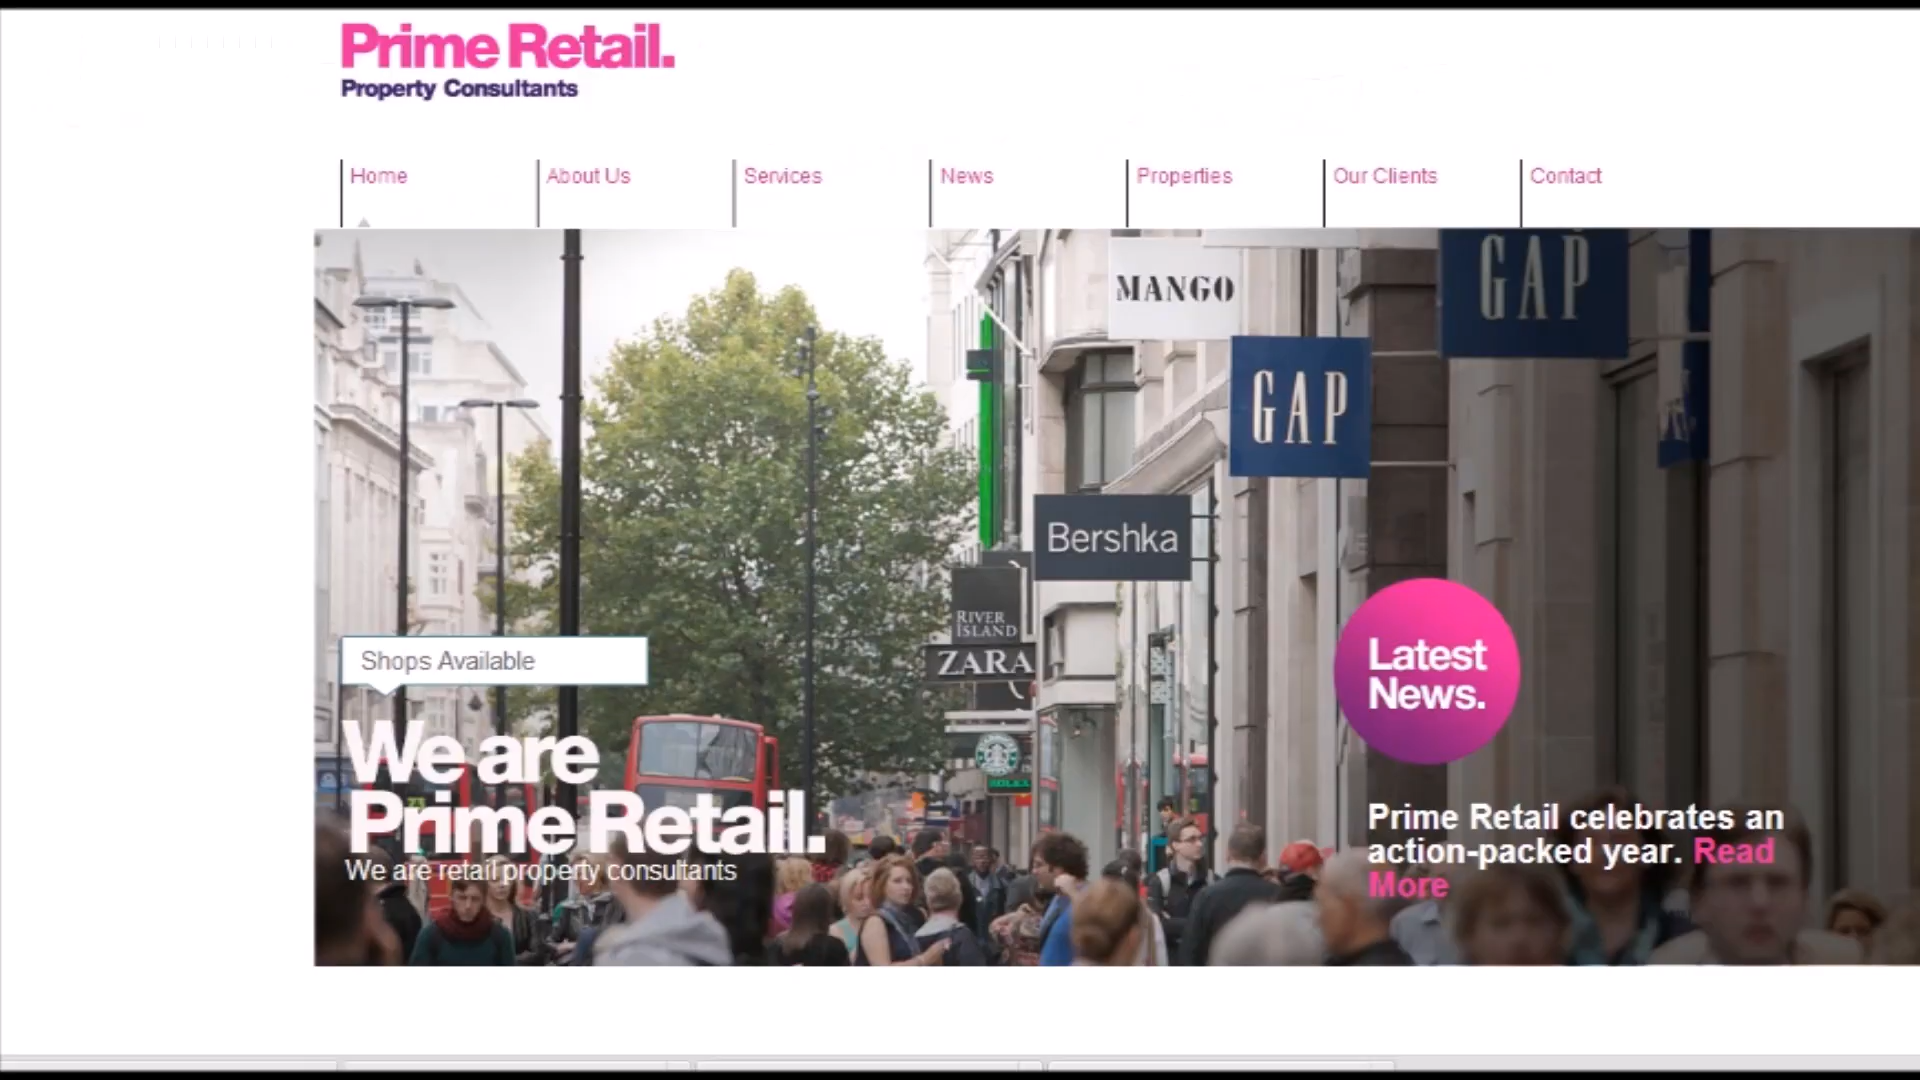 Prime Retail.
Property Consultants
Home
About Us
Services
News
Properties
Our Clients
Contact
MANGO
GAP
GAP
Bershka
RIVER
ISLAND
ZARA
Shops Available
We are
Prime Retail.
We are retail property consultants
Latest
News.
Prime Retail celebrates an
action-packed year. Read
More